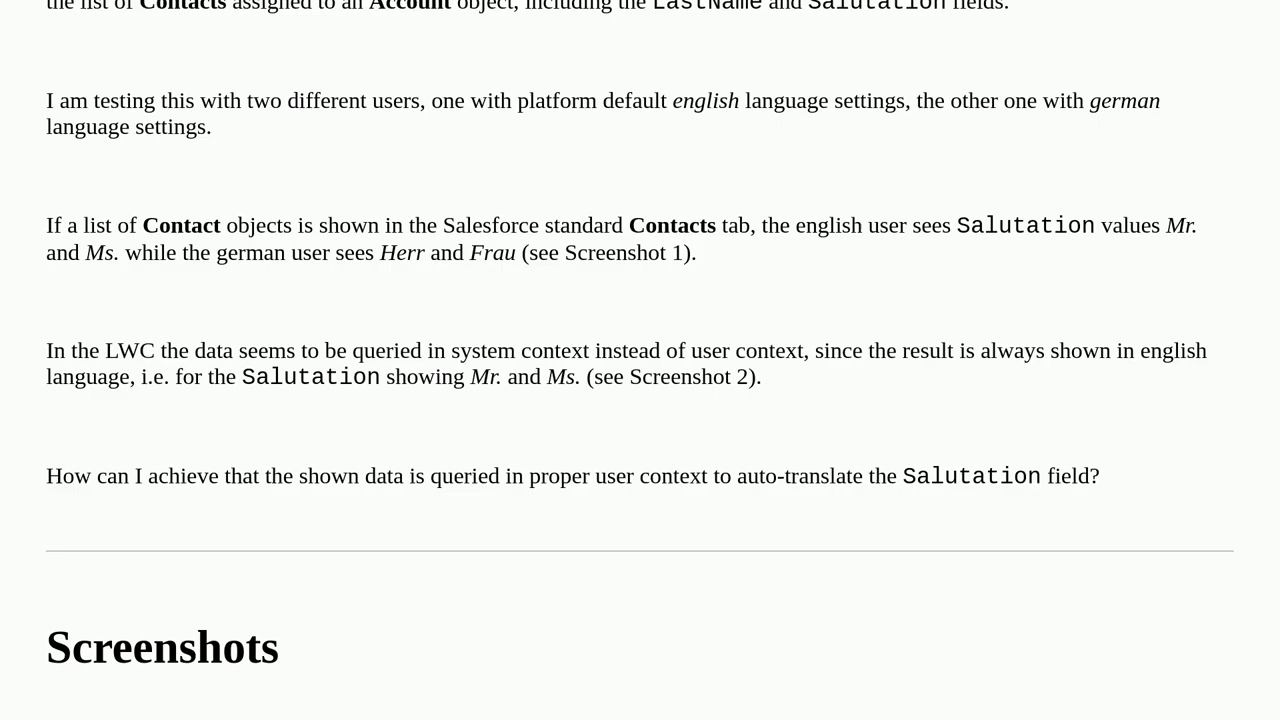 the list of Contacts assigned to an Account object, including the LastName and Salutation fields.
I am testing this with two different users, one with platform default english language settings, the other one with german
language settings.
If a list of Contact objects is shown in the Salesforce standard Contacts tab, the english user sees Salutation values Mr.
and Ms. while the german user sees Herr and Frau (see Screenshot 1).
In the LWC the data seems to be queried in system context instead of user context, since the result is always shown in english
language, i.e. for the Salutation showing Mr. and Ms. (see Screenshot 2).
How can I achieve that the shown data is queried in proper user context to auto-translate the Salutation field?
Screenshots